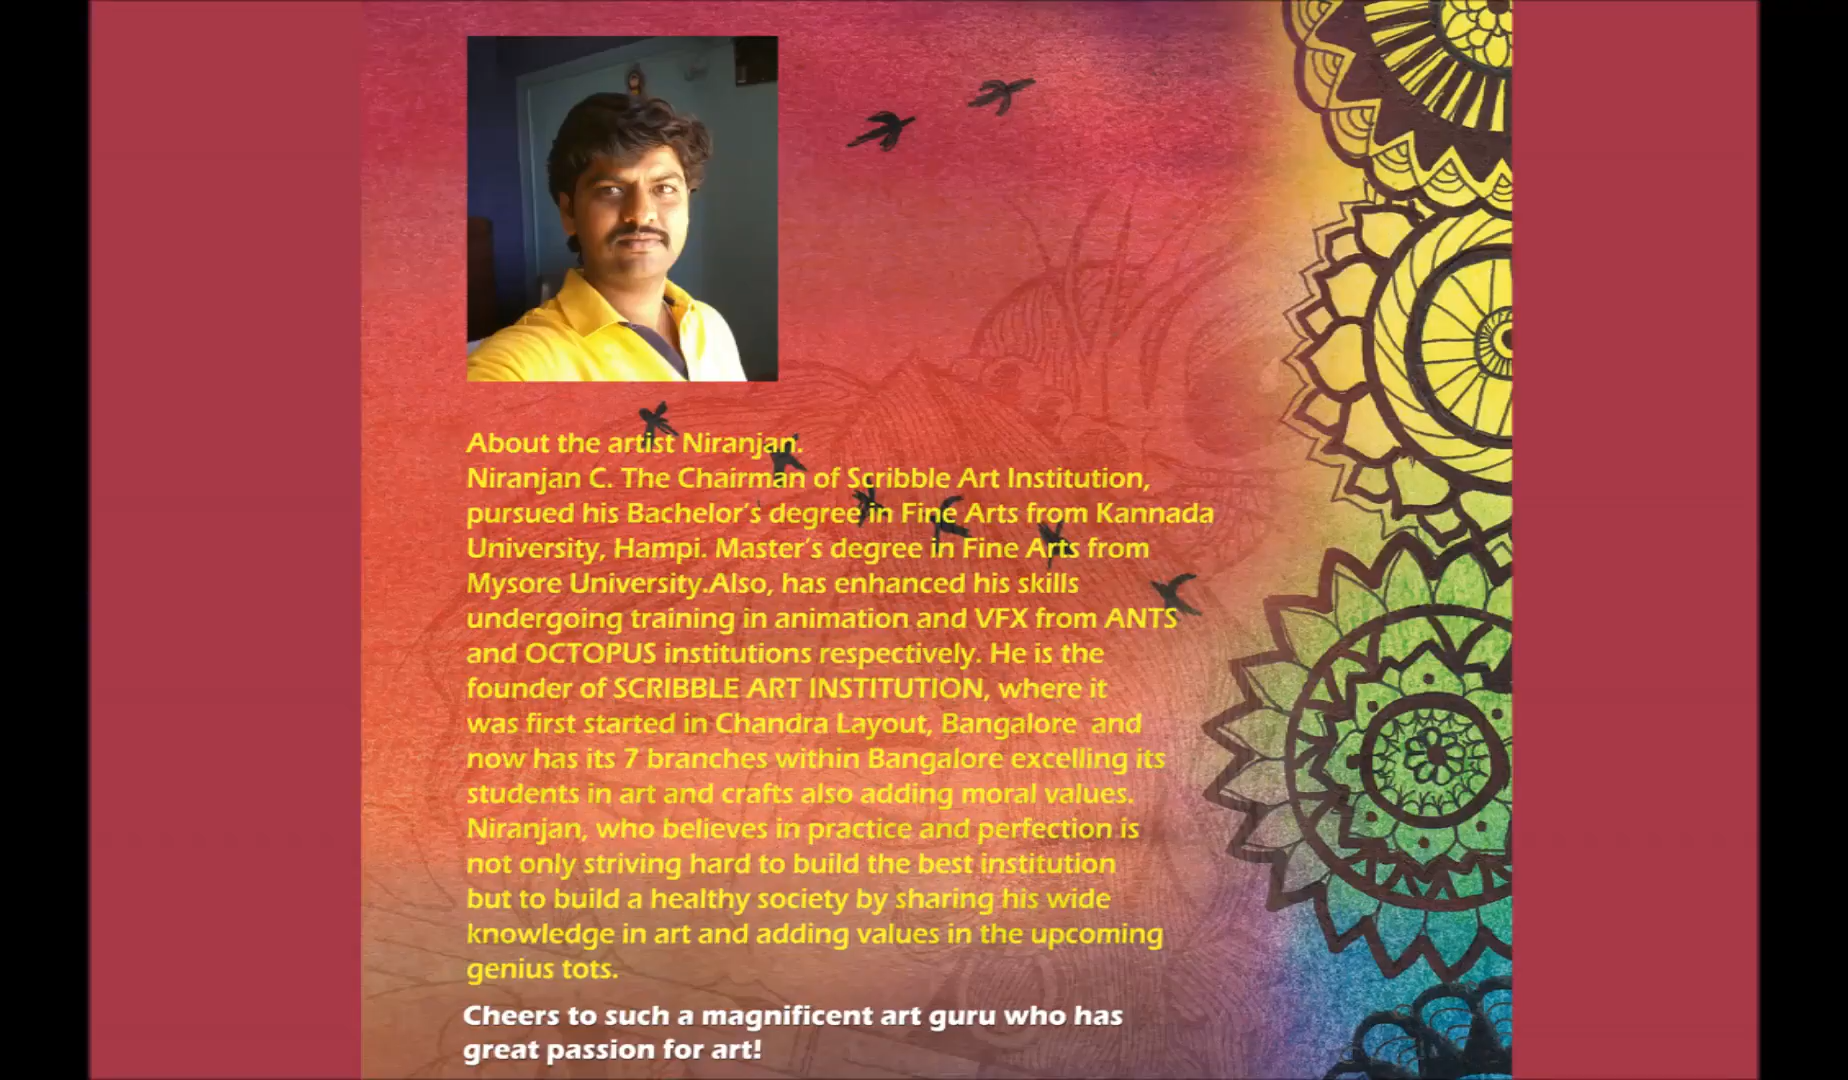 About the artist Niranjan.
Niranjan C. The Chairman of Scribble Art Institution,
pursued his Bachelor's degree in Fine Arts from Kannada
University, Hampi. Master's degree in Fine Arts from
Mysore University.Also, has enhanced his skills
undergoing training in animation and VFX from ANTS
and OCTOPUS institutions respectively. He is the
founder of SCRIBBLE ART INSTITUTION, where it
was first started in Chandra Layout, Bangalore and
now has its 7 branches within Bangalore excelling its
students in art and crafts also adding moral values.
Niranjan, who believes in practice and perfection is
not only striving hard to build the best institution
but to build a healthy society by sharing his wide
knowledge in art and adding values in the upcoming
genius tots.
Cheers to such a magnificent art guru who has
great passion for art!